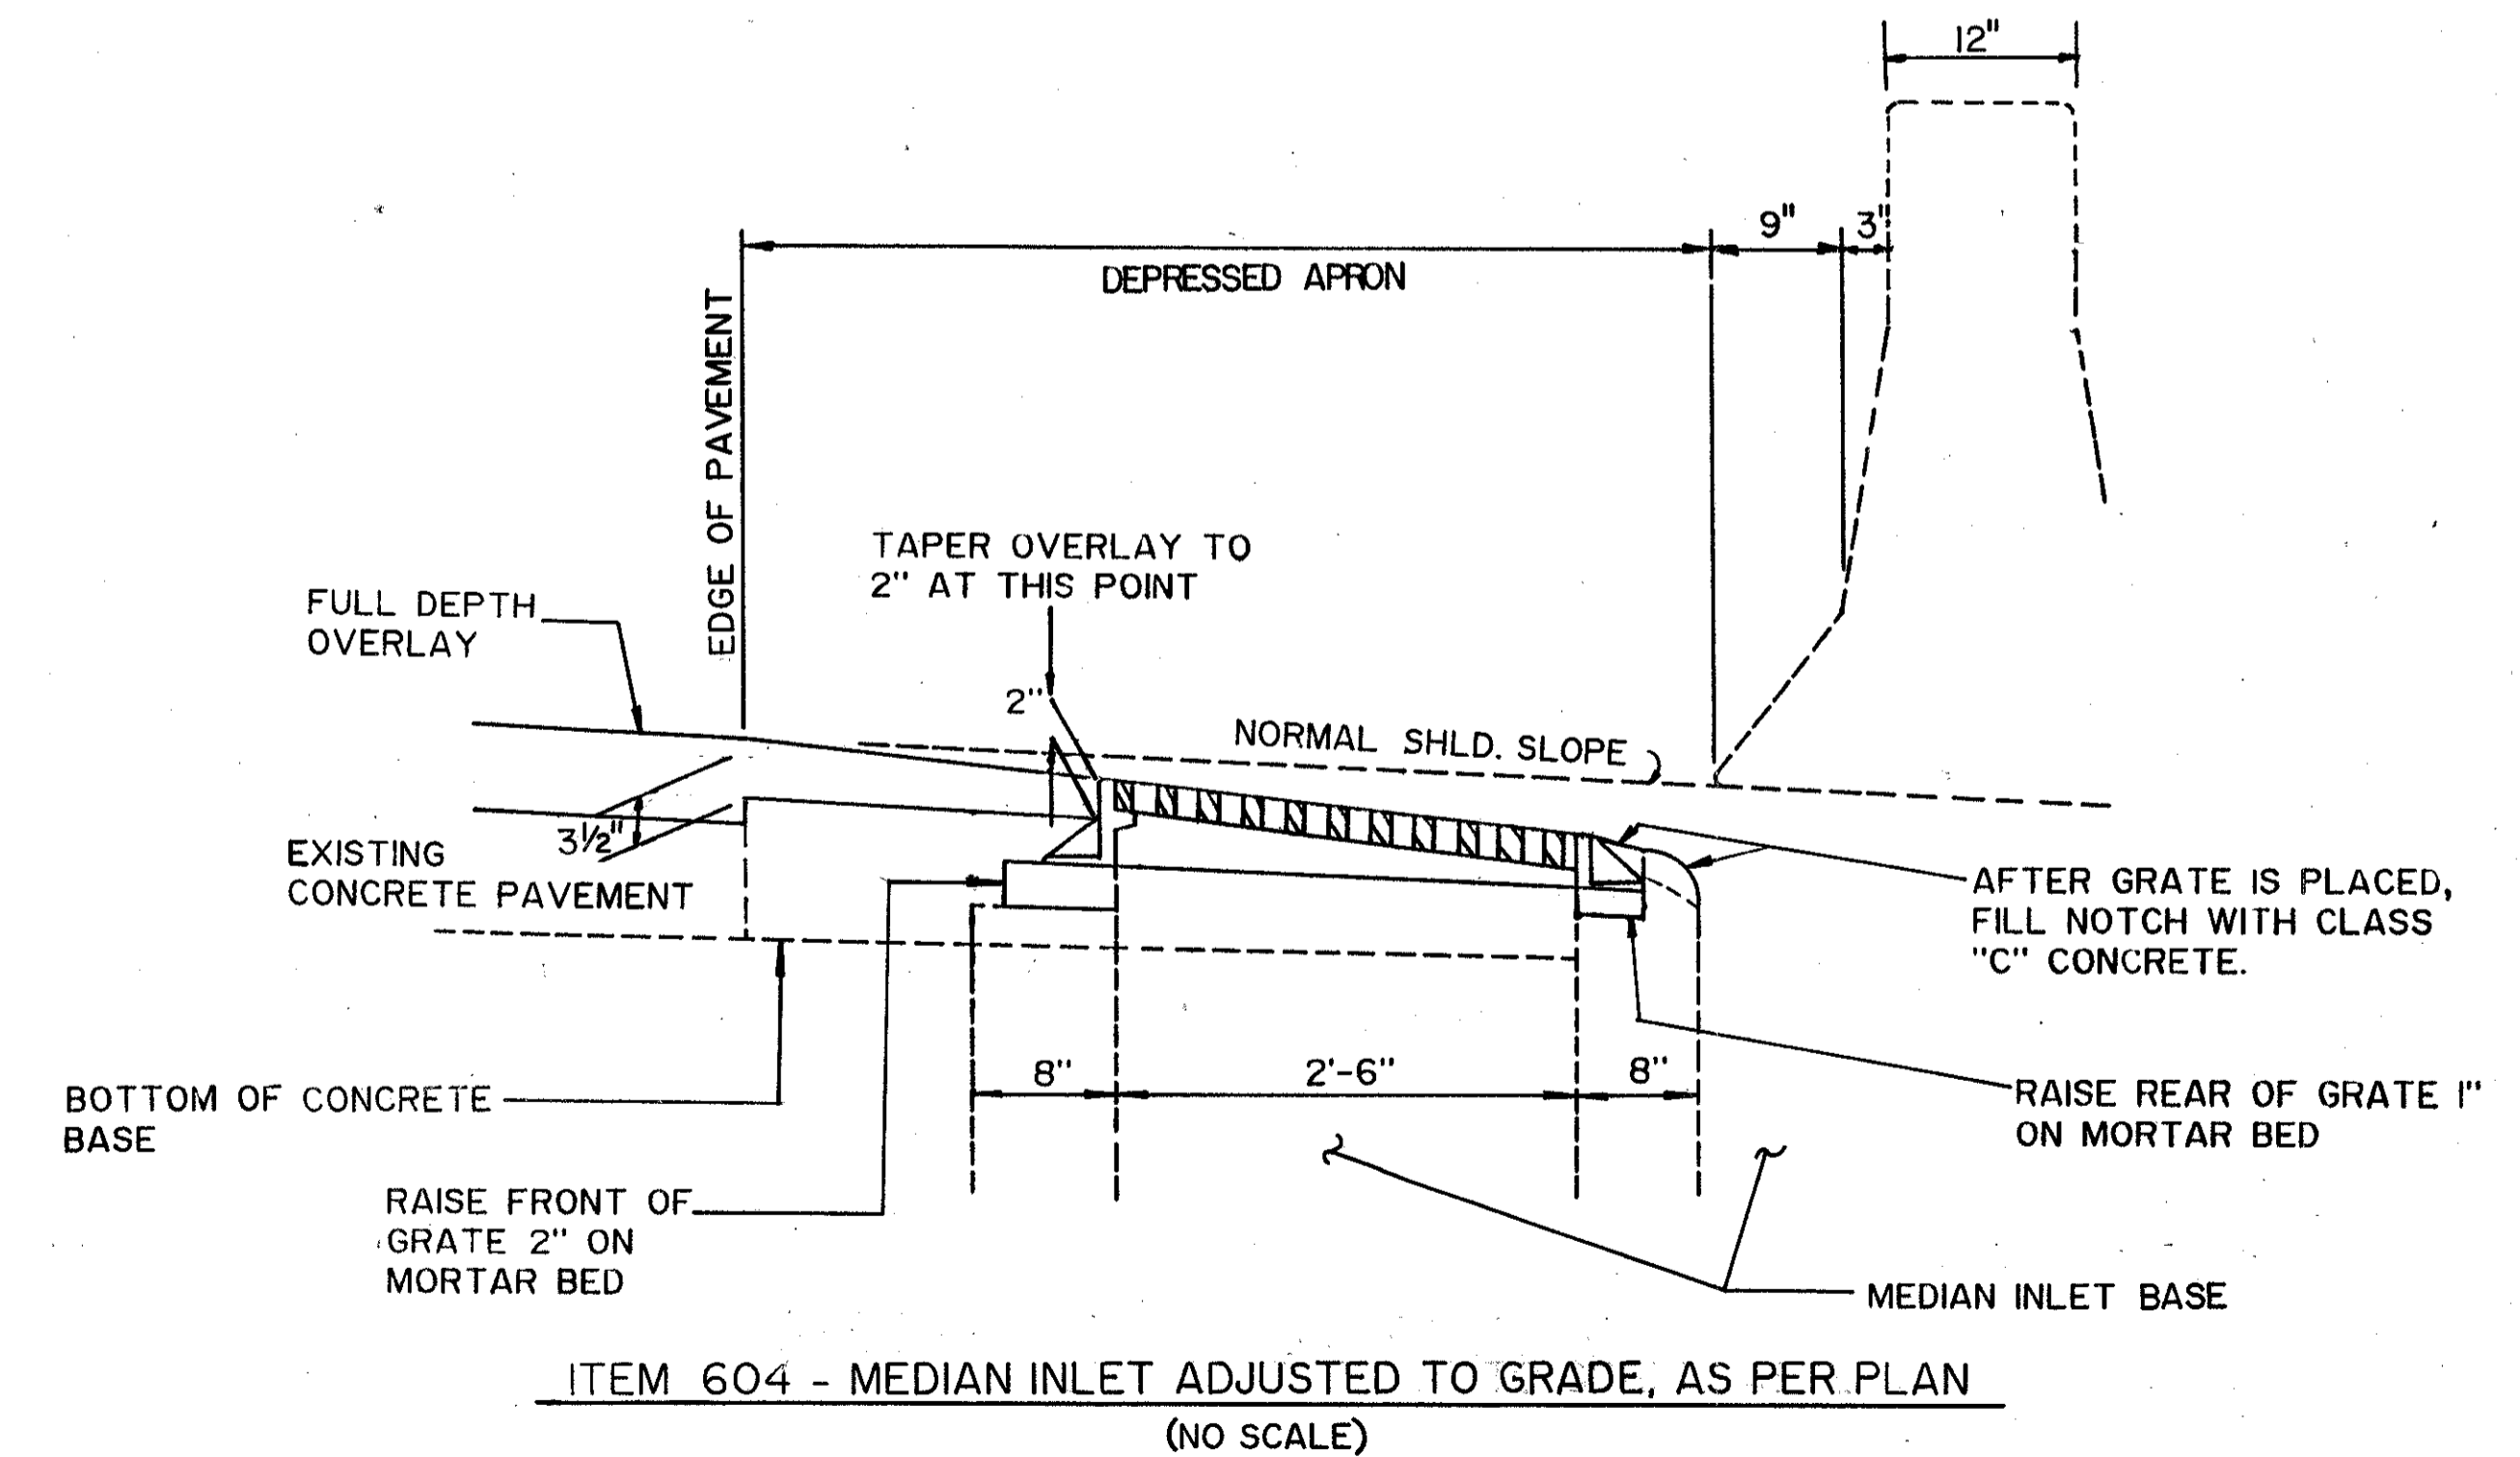 12"
9"
3"
DEPRESSED APRON
EDGE OF PAVEMENT
TAPER OVERLAY TO
2" AT THIS POINT
FULL DEPTH
OVERLAY
2"
NORMAL SHLD. SLOPE
3½"
EXISTING
CONCRETE PAVEMENT
AFTER GRATE IS PLACED,
FILL NOTCH WITH CLASS
"C" CONCRETE.
8"
2'-6"
8"
BOTTOM OF CONCRETE
BASE
RAISE REAR OF GRATE 1"
ON MORTAR BED
RAISE FRONT OF
GRATE 2" ON
MORTAR BED
MEDIAN INLET BASE
ITEM 604 - MEDIAN INLET ADJUSTED TO GRADE, AS PER PLAN
(NO SCALE)